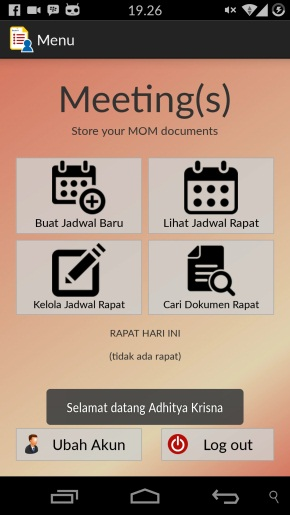 19.26
Menu
Meeting(s)
Store your MOM documents
Buat Jadwal Baru
Lihat Jadwal Rapat
Kelola Jadwal Rapat
Cari Dokumen Rapat
RAPAT HARI INI
(tidak ada rapat)
Selamat datang Adhitya Krisna
Ubah Akun
Log out